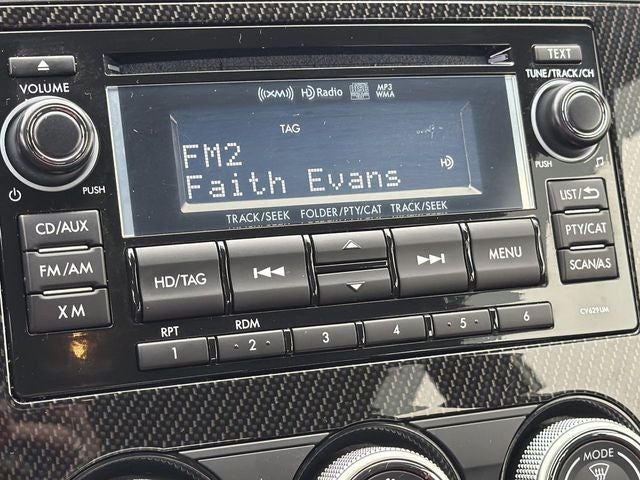 TEXT
VOLUME
TUNE/TRACK/CH
((XM)) HD Radio MP3
WMA
TAG
FM2
HD
Faith Evans
PUSH
PUSH
TRACK/SEEK FOLDER/PTY/CAT TRACK/SEEK
CD/AUX
FM/AM
XM
HD/TAG
MENU
LIST/
PTY/CAT
SCAN/A.S
CY629UM
RPT RDM
1 2 3 4 5 6
MODE